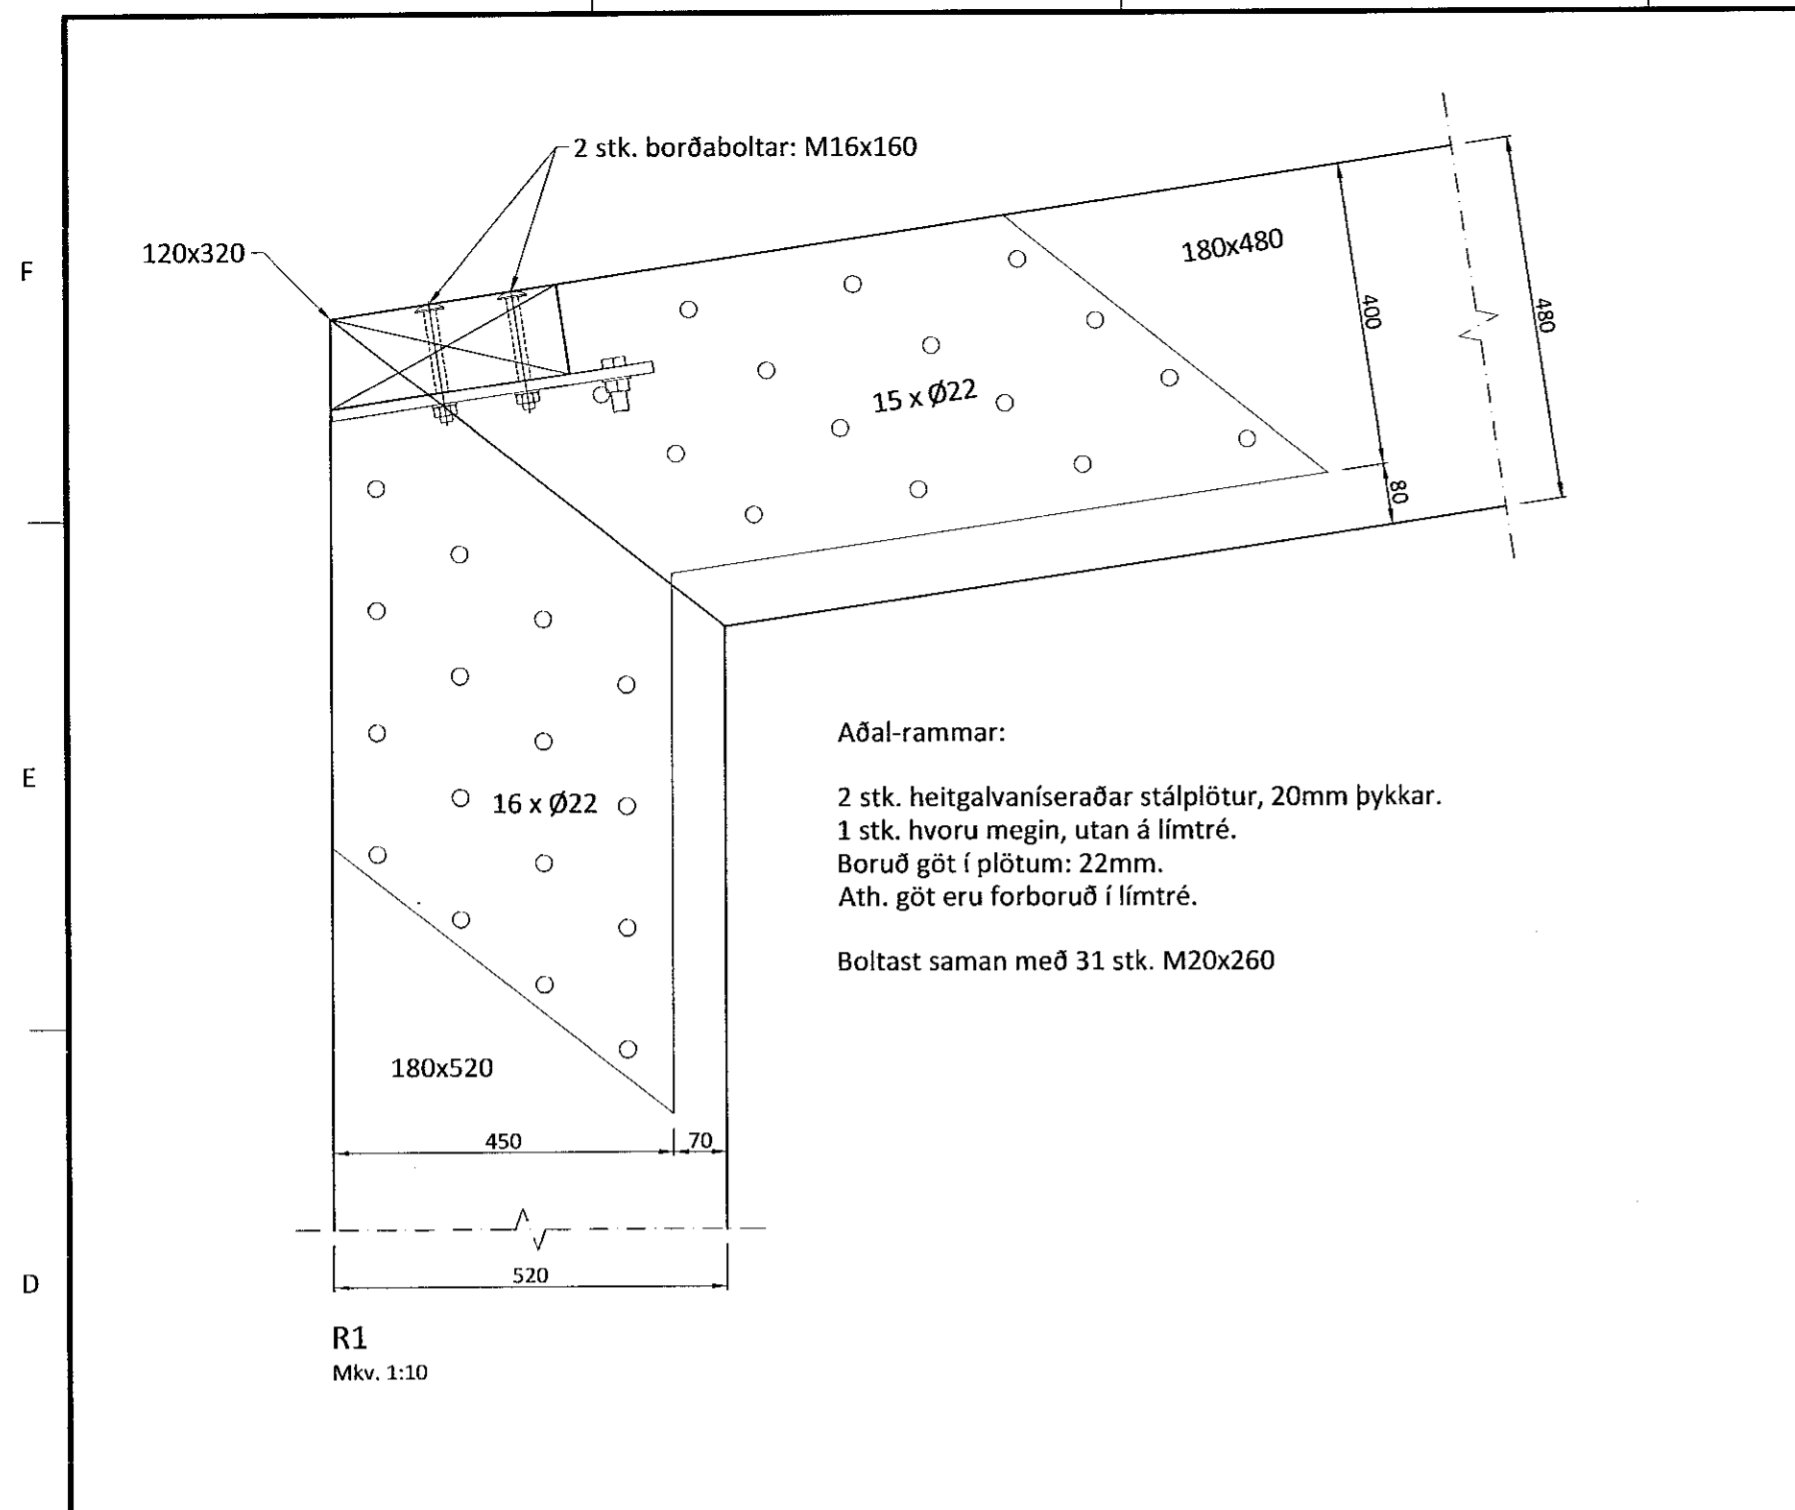 2 stk. borðaboltar: M16x160
120x320
180x480
F
400
480
15 x Ø22
80
Aðal-rammar:
E
16 x Ø22
2 stk. heitgalvaníseraðar stálplötur, 20mm þykkar.
1 stk. hvoru megin, utan á límtré.
Boruð göt í plötum: 22mm.
Ath. göt eru forboruð í límtré.
Boltast saman með 31 stk. M20x260
180x520
450
70
D
520
R1
Mkv. 1:10